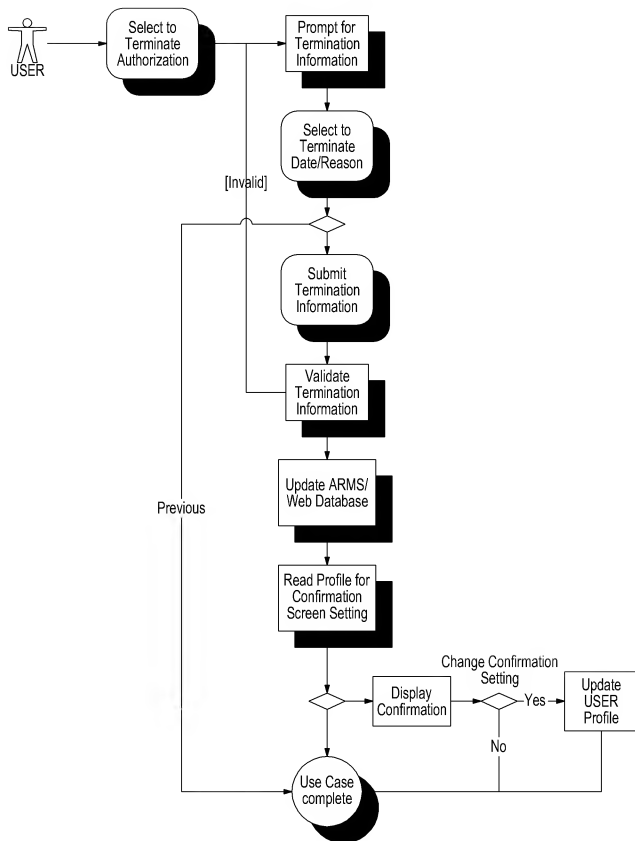 USER
Select to
Terminate
Authorization
Prompt for
Termination
Information
Select to
Terminate
Date/Reason
[Invalid]
Submit
Termination
Information
Validate
Termination
Information
Update ARMS/
Web Database
Previous
Read Profile for
Confirmation
Screen Setting
Display
Confirmation
Change Confirmation
Setting
Yes
No
Update
USER
Profile
Use Case
complete